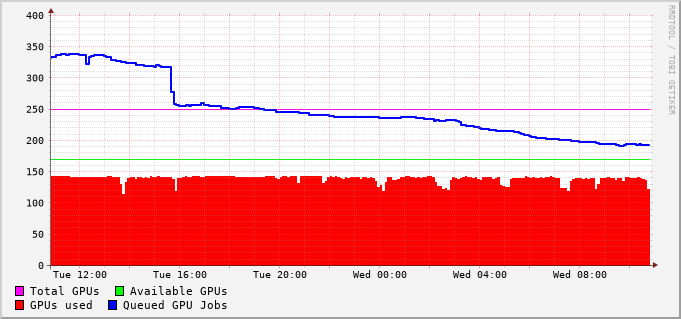 400
350
300
250
200
150
100
50
0
Tue 12:00 Tue 16:00 Tue 20:00 Wed 00:00 Wed 04:00 Wed 08:00
Total GPUs Available GPUs
GPUs used Queued GPU Jobs
RRDTOOL / TOBI OETIKER